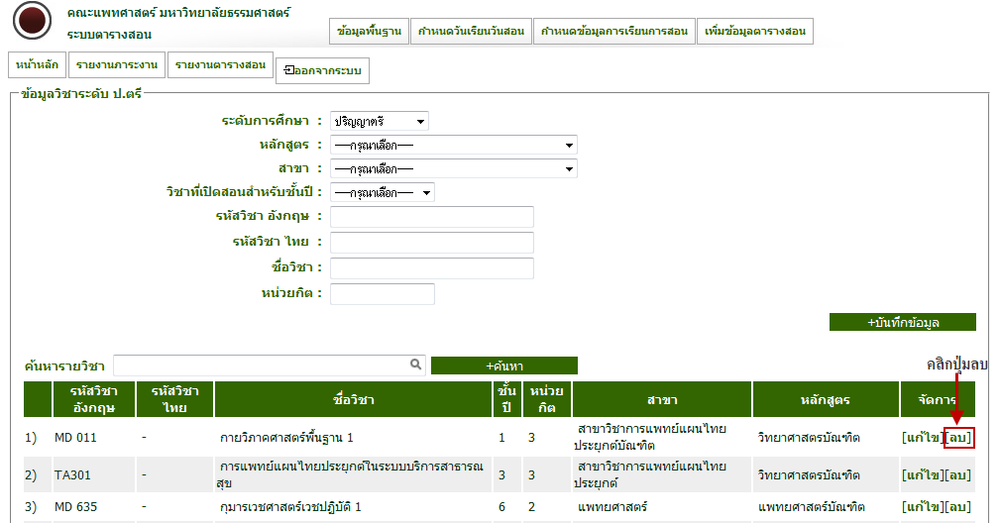 คณะแพทศาสตร์ มหาวิทยาลัยธรรมศาสตร์
ระบบตารางสอน
ข้อมูลพื้นฐาน กำหนดวันเรียนวันสอน กำหนดข้อมูลการเรียนการสอน เพิ่มข้อมูลตารางสอน
หน้าหลัก รายงานภาระงาน รายงานตารางสอน ออกจากระบบ
ข้อมูลวิชาระดับ ป.ตรี
ระดับการศึกษา : ปริญญาตรี
หลักสูตร : ----กรุณาเลือก----
สาขา : ----กรุณาเลือก----
วิชาที่เปิดสอนสำหรับชั้นปี : ----กรุณาเลือก----
รหัสวิชา อังกฤษ :
รหัสวิชา ไทย :
ชื่อวิชา :
หน่วยกิต :
+บันทึกข้อมูล
ค้นหารายวิชา +ค้นหา
คลิกปุ่มลบ
รหัสวิชา อังกฤษ รหัสวิชา ไทย ชื่อวิชา ชั้น ปี หน่วย กิต สาขา หลักสูตร จัดการ
1) MD 011 - กายวิภาคศาสตร์พื้นฐาน 1 1 3 สาขาวิชาการแพทย์แผนไทย ประยุกต์บัณฑิต วิทยาศาสตรบัณฑิต [แก้ไข][ลบ]
2) TA301 - การแพทย์แผนไทยประยุกต์ในระบบบริการสาธารณ สุข 3 3 สาขาวิชาการแพทย์แผนไทย ประยุกต์ วิทยาศาสตรบัณฑิต [แก้ไข][ลบ]
3) MD 635 - กุมารเวชศาสตร์เวชปฏิบัติ 1 6 2 แพทยศาสตร์ แพทยศาสตร์บัณฑิต [แก้ไข][ลบ]